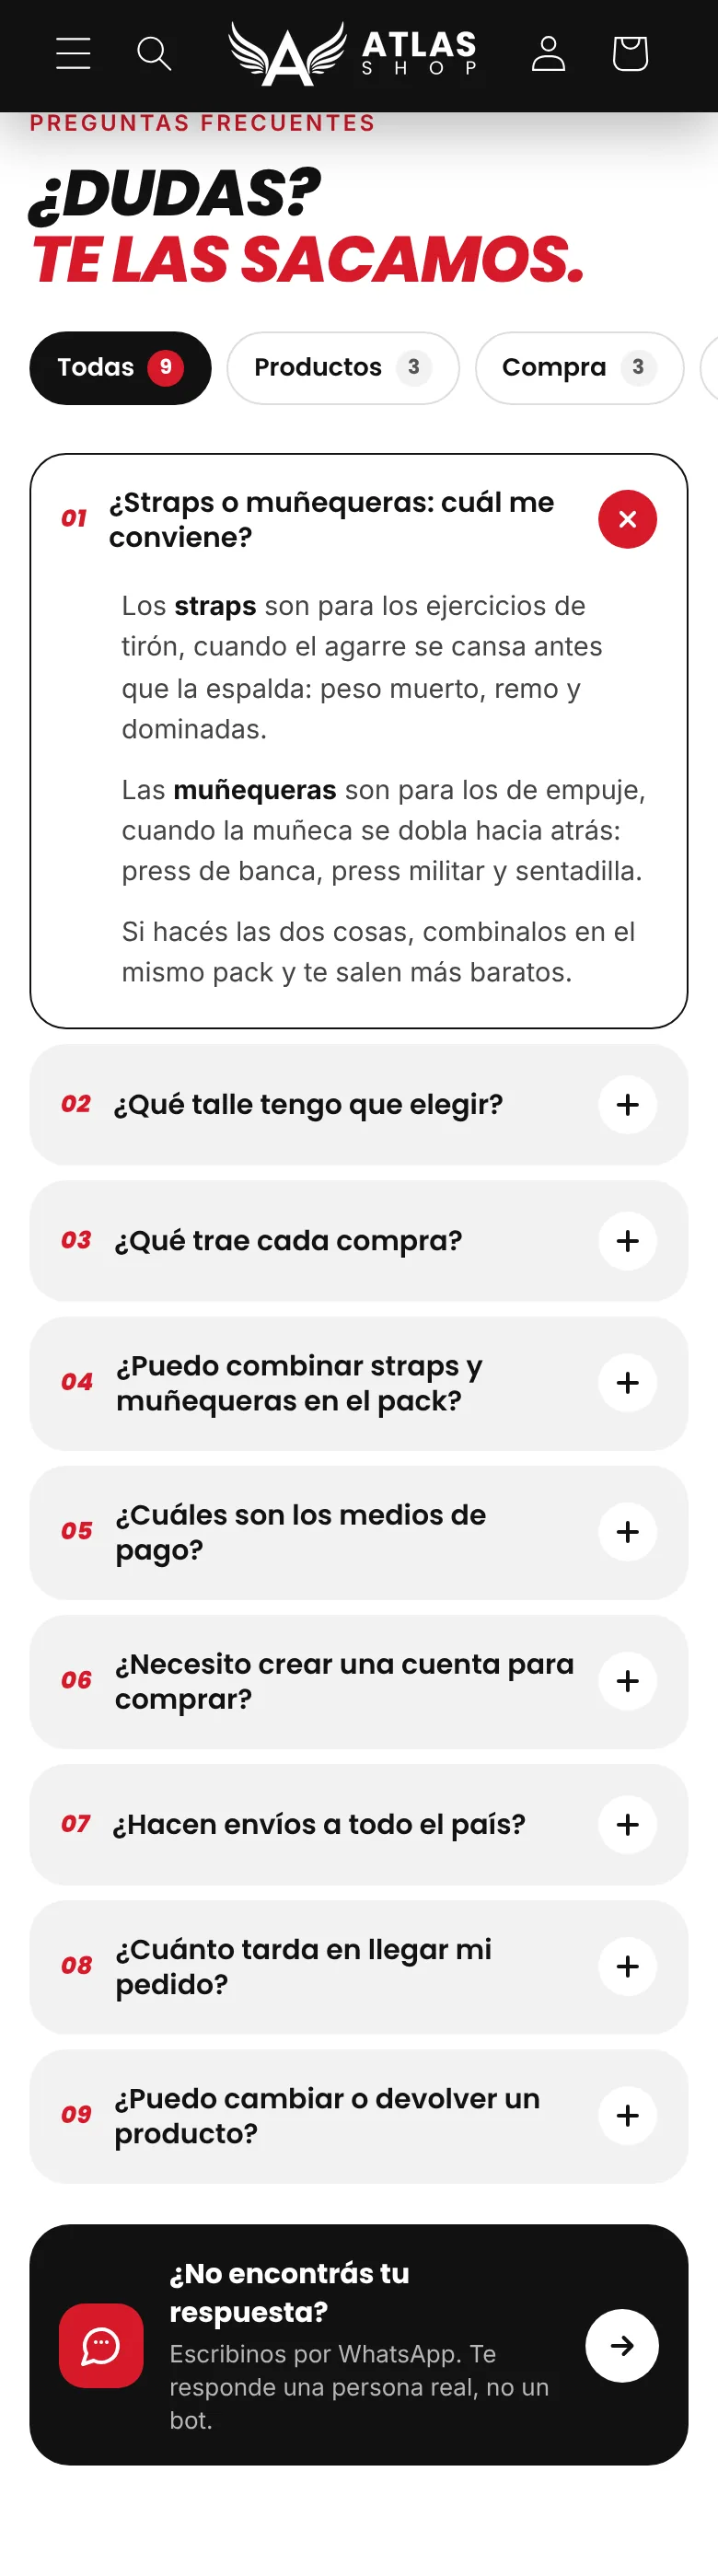 ATLAS
SHOP
PREGUNTAS FRECUENTES
¿DUDAS?
TE LAS SACAMOS.
Todas 9
Productos 3
Compra 3
01 ¿Straps o muñequeras: cuál me
conviene?
Los straps son para los ejercicios de
tirón, cuando el agarre se cansa antes
que la espalda: peso muerto, remo y
dominadas.
Las muñequeras son para los de empuje,
cuando la muñeca se dobla hacia atrás:
press de banca, press militar y sentadilla.
Si hacés las dos cosas, combinalos en el
mismo pack y te salen más baratos.
02 ¿Qué talle tengo que elegir?
03 ¿Qué trae cada compra?
04 ¿Puedo combinar straps y
muñequeras en el pack?
05 ¿Cuáles son los medios de
pago?
06 ¿Necesito crear una cuenta para
comprar?
07 ¿Hacen envíos a todo el país?
08 ¿Cuánto tarda en llegar mi
pedido?
09 ¿Puedo cambiar o devolver un
producto?
¿No encontrás tu
respuesta?
Escribinos por WhatsApp. Te
responde una persona real, no un
bot.